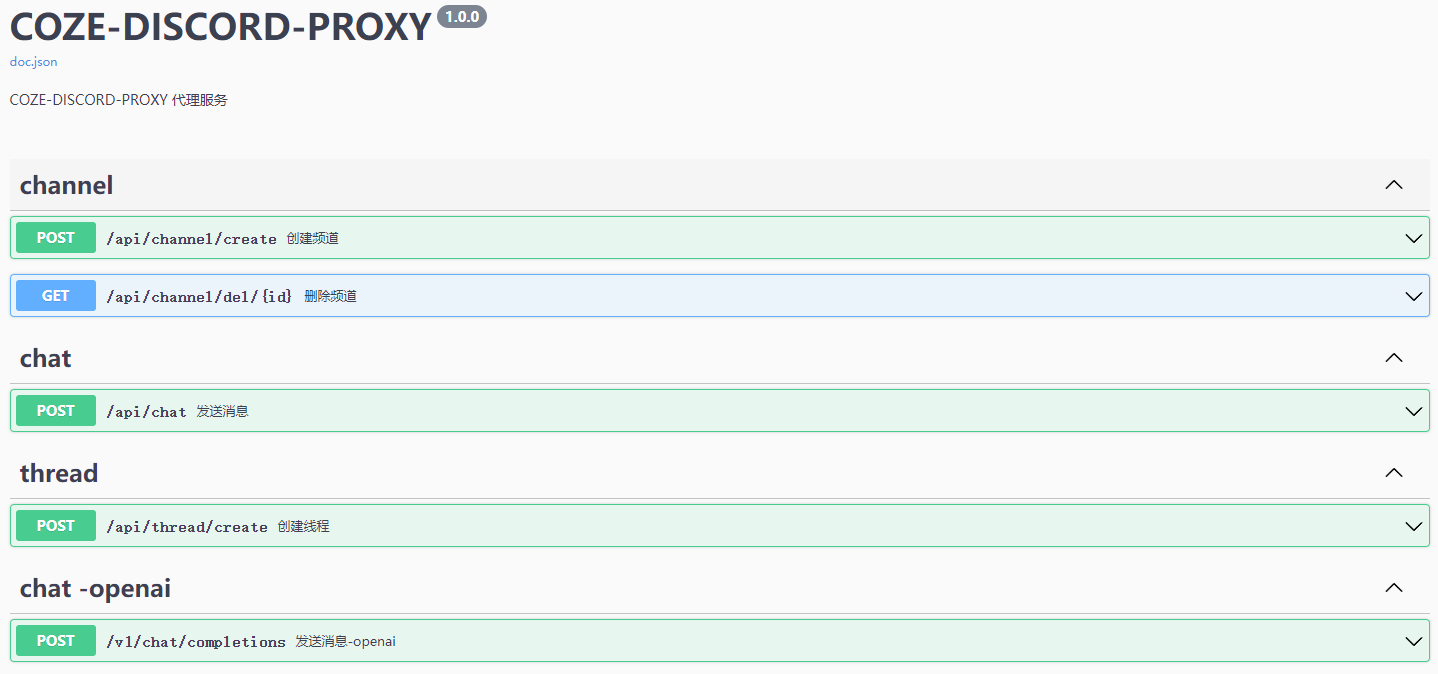 COZE-DISCORD-PROXY 1.0.0
doc.json
COZE-DISCORD-PROXY 代理服务
channel
POST /api/channel/create 创建频道
GET /api/channel/del/{id} 删除频道
chat
POST /api/chat 发送消息
thread
POST /api/thread/create 创建线程
chat -openai
POST /v1/chat/completions 发送消息-openai